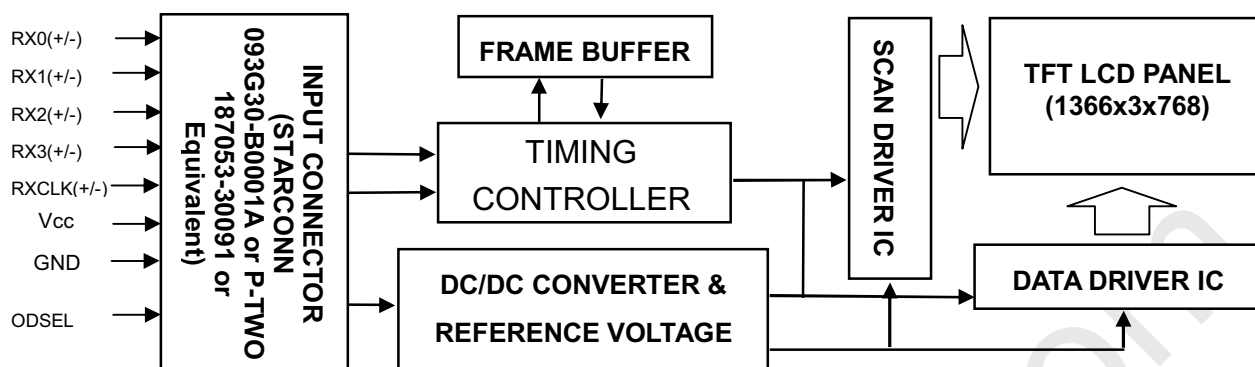 RX0(+/-)
RX1(+/-)
RX2(+/-)
RX3(+/-)
RXCLK(+/-)
Vcc
GND
ODSEL
INPUT CONNECTOR
(STARCONN
093G30-B0001A or P-TWO
187053-30091 or
Equivalent)
FRAME BUFFER
TIMING
CONTROLLER
DC/DC CONVERTER &
REFERENCE VOLTAGE
SCAN DRIVER IC
TFT LCD PANEL
(1366x3x768)
DATA DRIVER IC